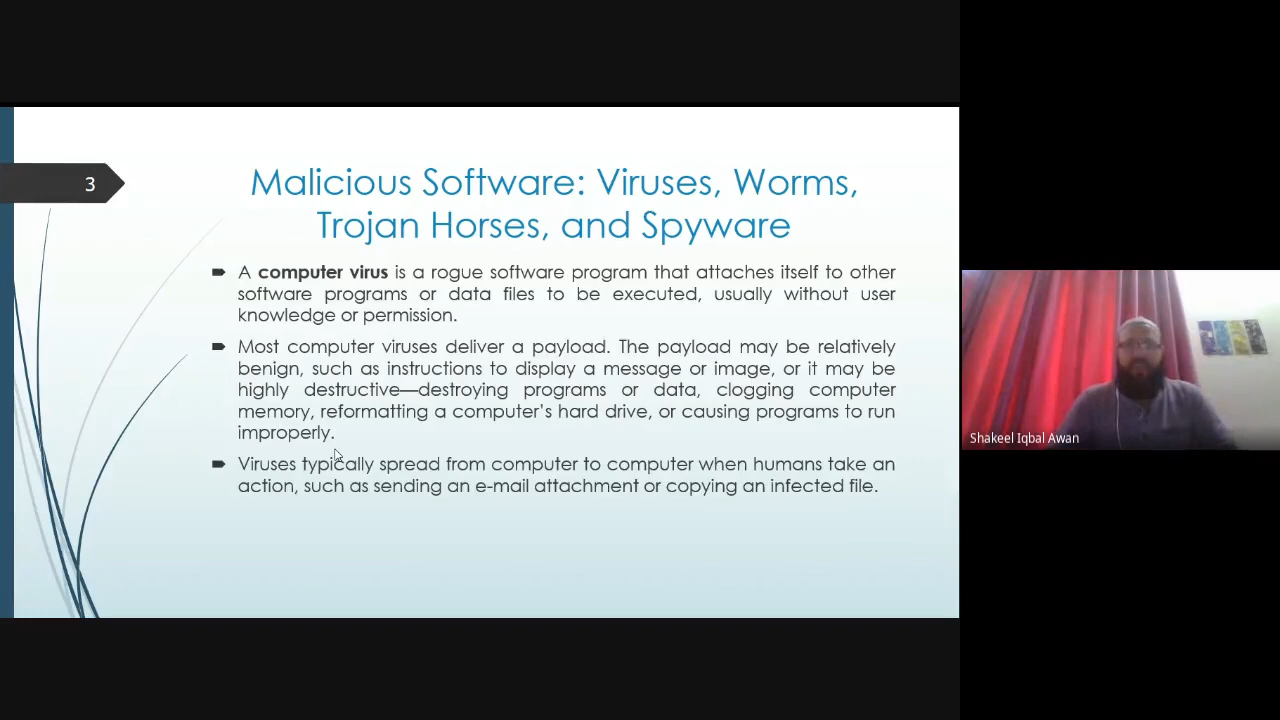 3
Malicious Software: Viruses, Worms,
Trojan Horses, and Spyware
A computer virus is a rogue software program that attaches itself to other
software programs or data files to be executed, usually without user
knowledge or permission.
Most computer viruses deliver a payload. The payload may be relatively
benign, such as instructions to display a message or image, or it may be
highly destructive—destroying programs or data, clogging computer
memory, reformatting a computer's hard drive, or causing programs to run
improperly.
Viruses typically spread from computer to computer when humans take an
action, such as sending an e-mail attachment or copying an infected file.
Shakeel Iqbal Awan